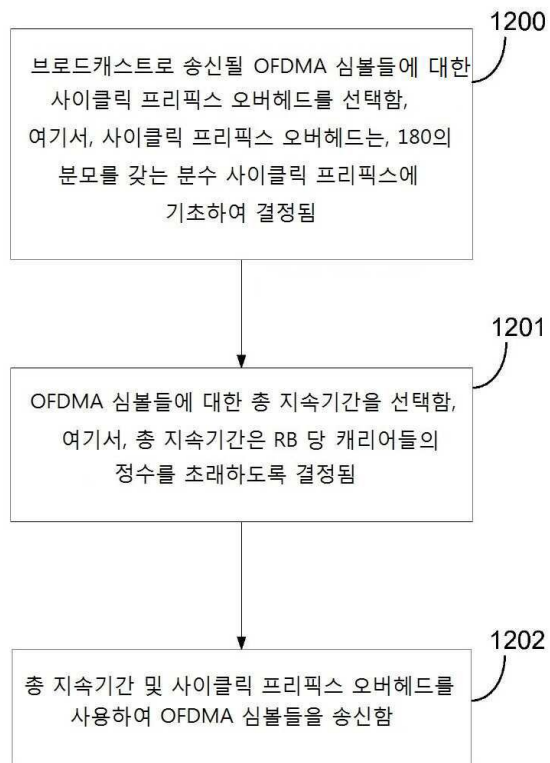 1200
브로드캐스트로 송신될 OFDMA 심볼들에 대한
사이클릭 프리픽스 오버헤드를 선택함,
여기서, 사이클릭 프리픽스 오버헤드는, 180의
분모를 갖는 분수 사이클릭 프리픽스에
기초하여 결정됨
1201
OFDMA 심볼들에 대한 총 지속기간을 선택함,
여기서, 총 지속기간은 RB 당 캐리어들의
정수를 초래하도록 결정됨
1202
총 지속기간 및 사이클릭 프리픽스 오버헤드를
사용하여 OFDMA 심볼들을 송신함